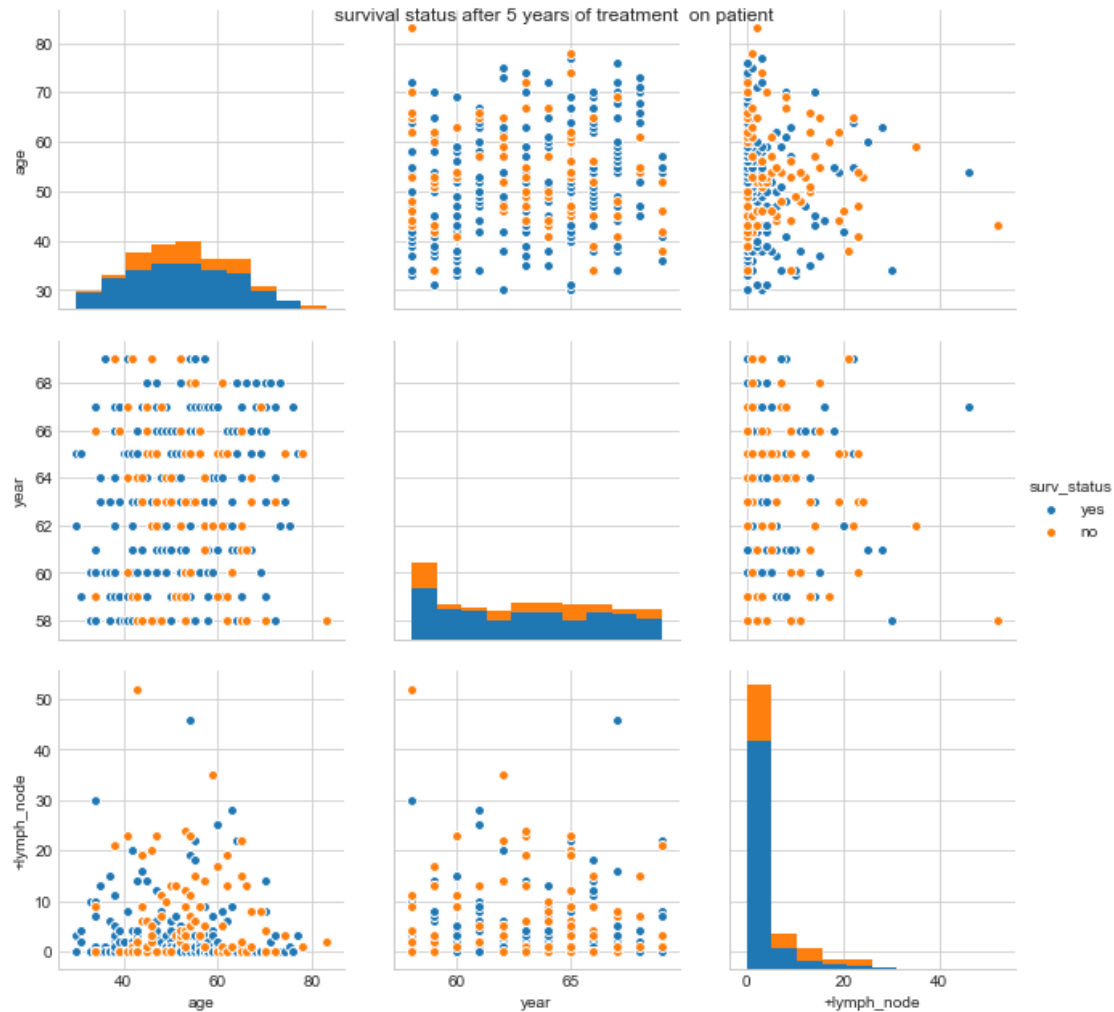 survival status after 5 years of treatment on patient
80
70
60
50
40
30
age
68
66
64
62
60
58
year
surv_status
yes
no
50
40
30
20
10
0
+lymph_node
40 60 80
age
60 65
year
0 20 40
+lymph_node